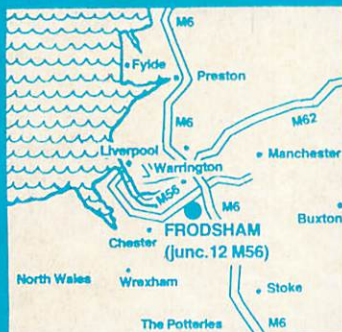 M6
Fylde
Preston
M6
M62
Liverpool
Warrington
Manchester
M56
M6
FRODSHAM
Buxton
Chester
(junc.12 M56)
North Wales
Wrexham
Stoke
The Potteries
M6